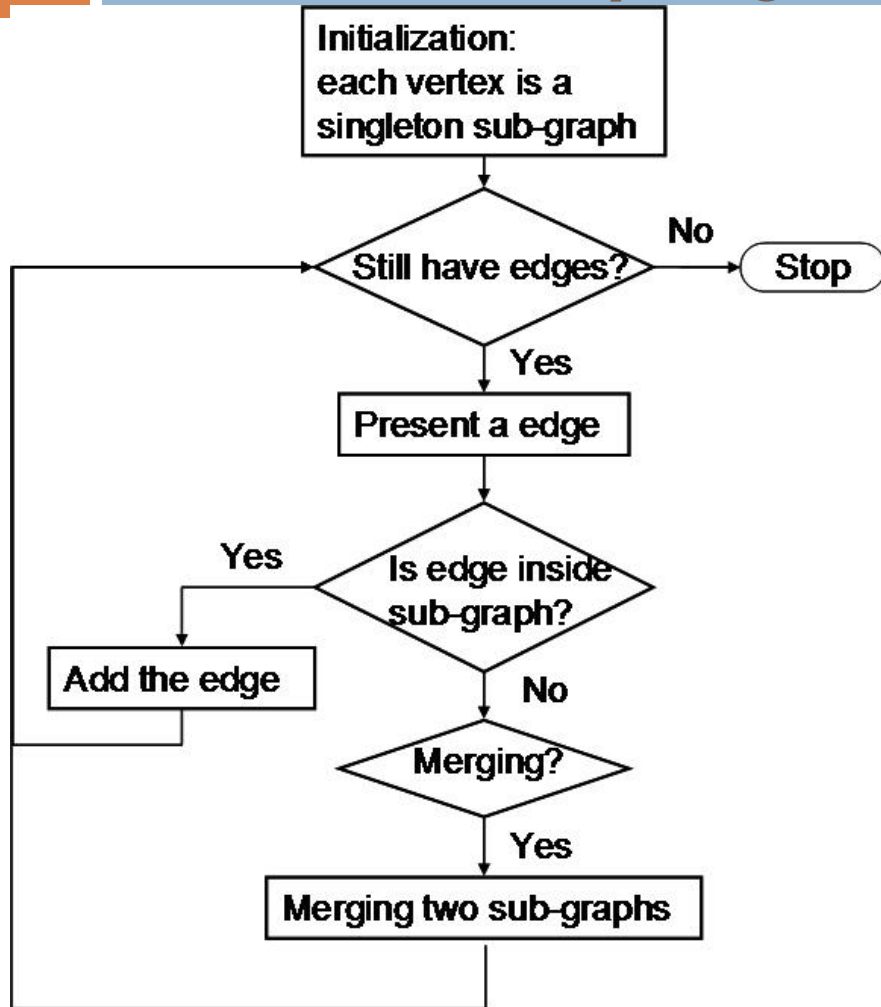 Initialization:
each vertex is a
singleton sub-graph
Still have edges?
No
Stop
Yes
Present a edge
Is edge inside
sub-graph?
Yes
Add the edge
No
Merging?
Yes
Merging two sub-graphs